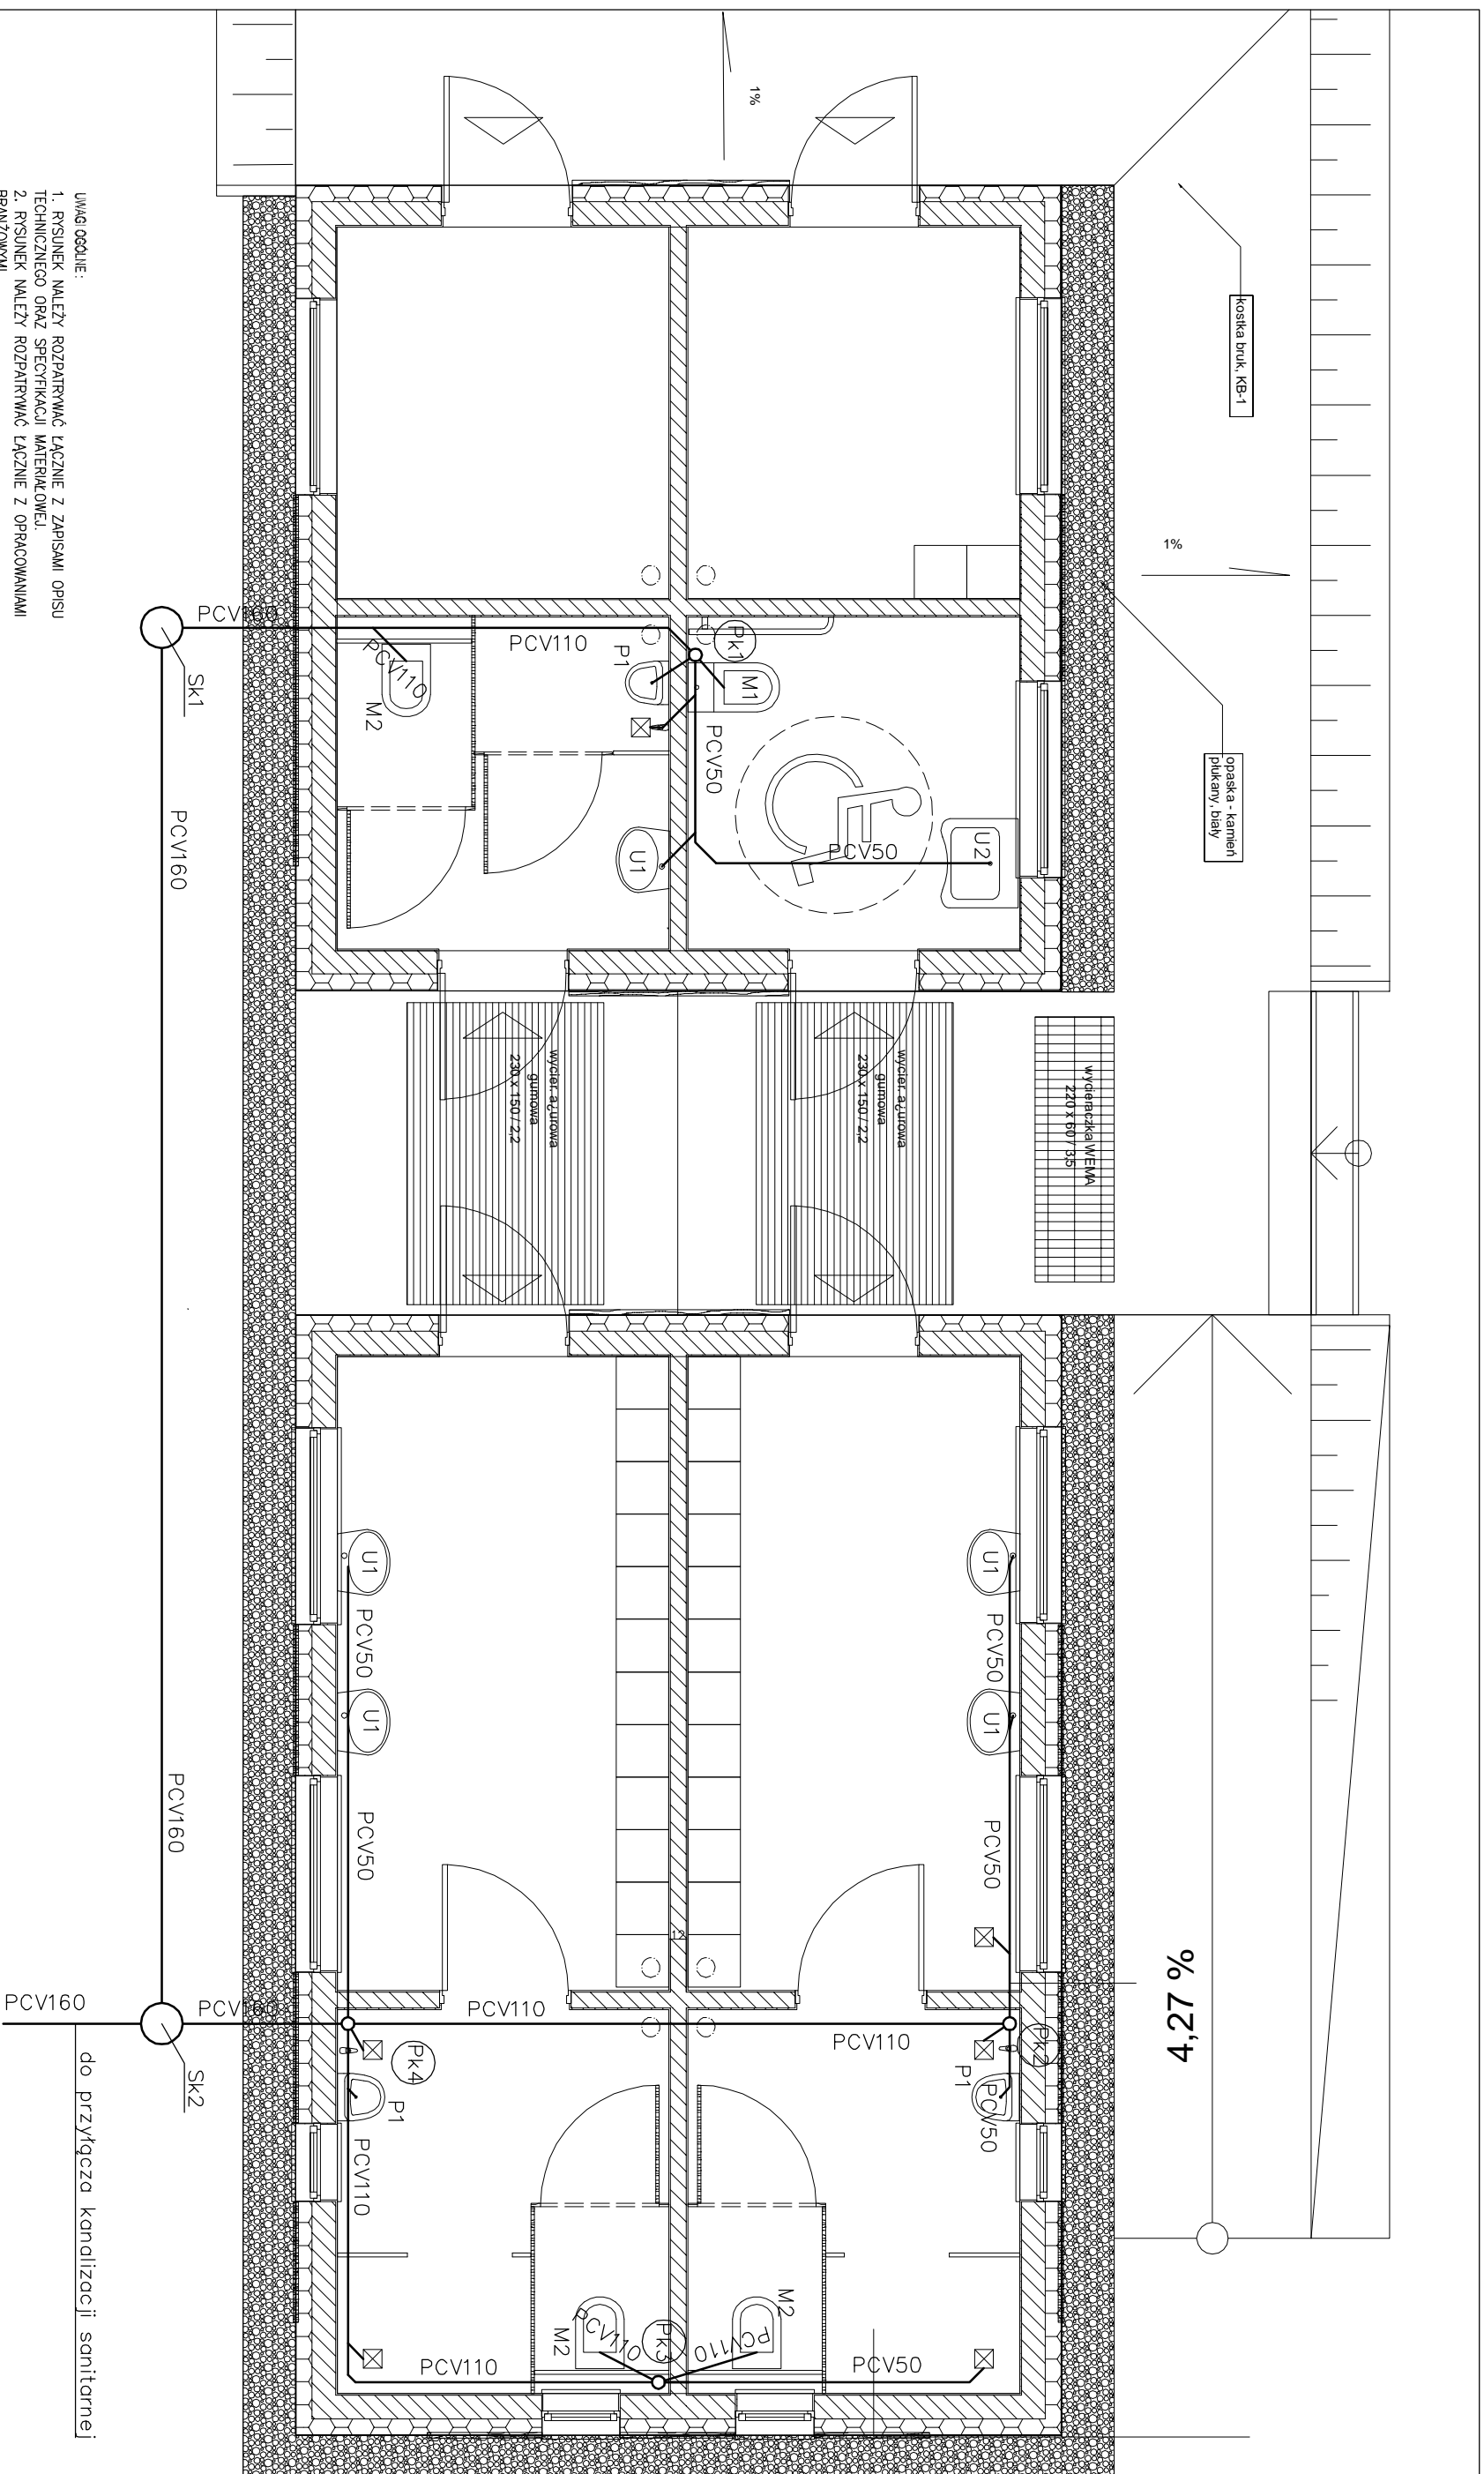 1%
kostka bruk, KB-1
1%
opaska - kamień
płukany, biały
4,27 %
wycieraczka WEMA
220 x 60 / 3,5
wycier. a¿urowa
gumowa
230 x 150 / 2,2
wycier. a¿urowa
gumowa
230 x 150 / 2,2
Pk1
M1
PCV50
PCV50
U2
P1
PCV110
U1
PCV110
M2
PCV160
Sk1
PCV160
PCV160
U1
PCV50
U1
PCV50
Pk2
P1
PCV50
PCV110
U1
PCV50
U1
PCV50
12
PCV110
Pk4
P1
PCV110
M2
PCV110
Pk3
PCV110
M2
PCV50
PCV110
PCV160
Sk2
PCV160
do przyłącza kanalizacji sanitarnej
UWAGI OGÓLNE:
1. RYSUNEK NALEŻY ROZPATRYWAĆ ŁĄCZNIE Z ZAPISAMI OPISU
TECHNICZNEGO ORAZ SPECYFIKACJI MATERIAŁOWEJ.
2. RYSUNEK NALEŻY ROZPATRYWAĆ ŁĄCZNIE Z OPRACOWANIAMI
BRANŻOWYMI